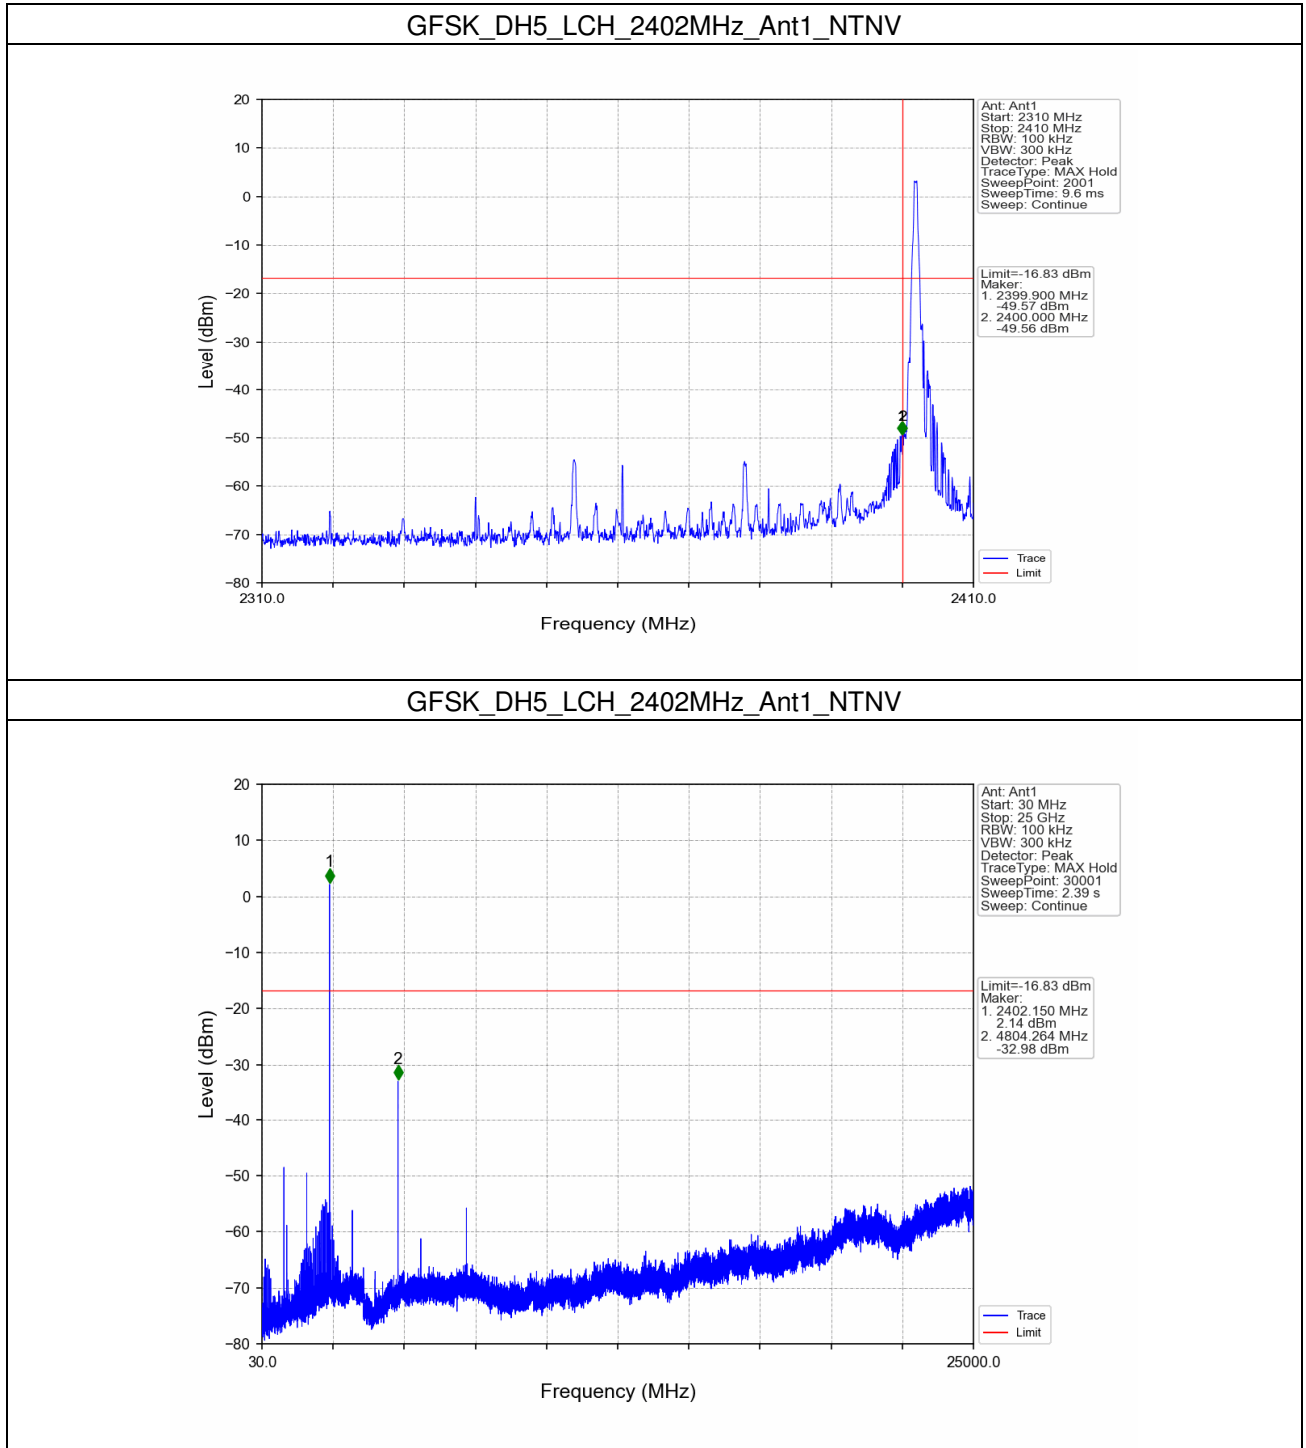 GFSK_DH5_LCH_2402MHz_Ant1_NTNV
20
10
0
−10
−20
−30
−40
−50
−60
−70
−80
Level (dBm)
2310.0
2410.0
Frequency (MHz)
2
Ant: Ant1
Start: 2310 MHz
Stop: 2410 MHz
RBW: 100 kHz
VBW: 300 kHz
Detector: Peak
TraceType: MAX Hold
SweepPoint: 2001
SweepTime: 9.6 ms
Sweep: Continue
Limit=-16.83 dBm
Maker:
1. 2399.900 MHz
-49.57 dBm
2. 2400.000 MHz
-49.56 dBm
Trace
Limit
GFSK_DH5_LCH_2402MHz_Ant1_NTNV
20
10
0
−10
−20
−30
−40
−50
−60
−70
−80
Level (dBm)
30.0
25000.0
Frequency (MHz)
1
2
Ant: Ant1
Start: 30 MHz
Stop: 25 GHz
RBW: 100 kHz
VBW: 300 kHz
Detector: Peak
TraceType: MAX Hold
SweepPoint: 30001
SweepTime: 2.39 s
Sweep: Continue
Limit=-16.83 dBm
Maker:
1. 2402.150 MHz
2.14 dBm
2. 4804.264 MHz
-32.98 dBm
Trace
Limit